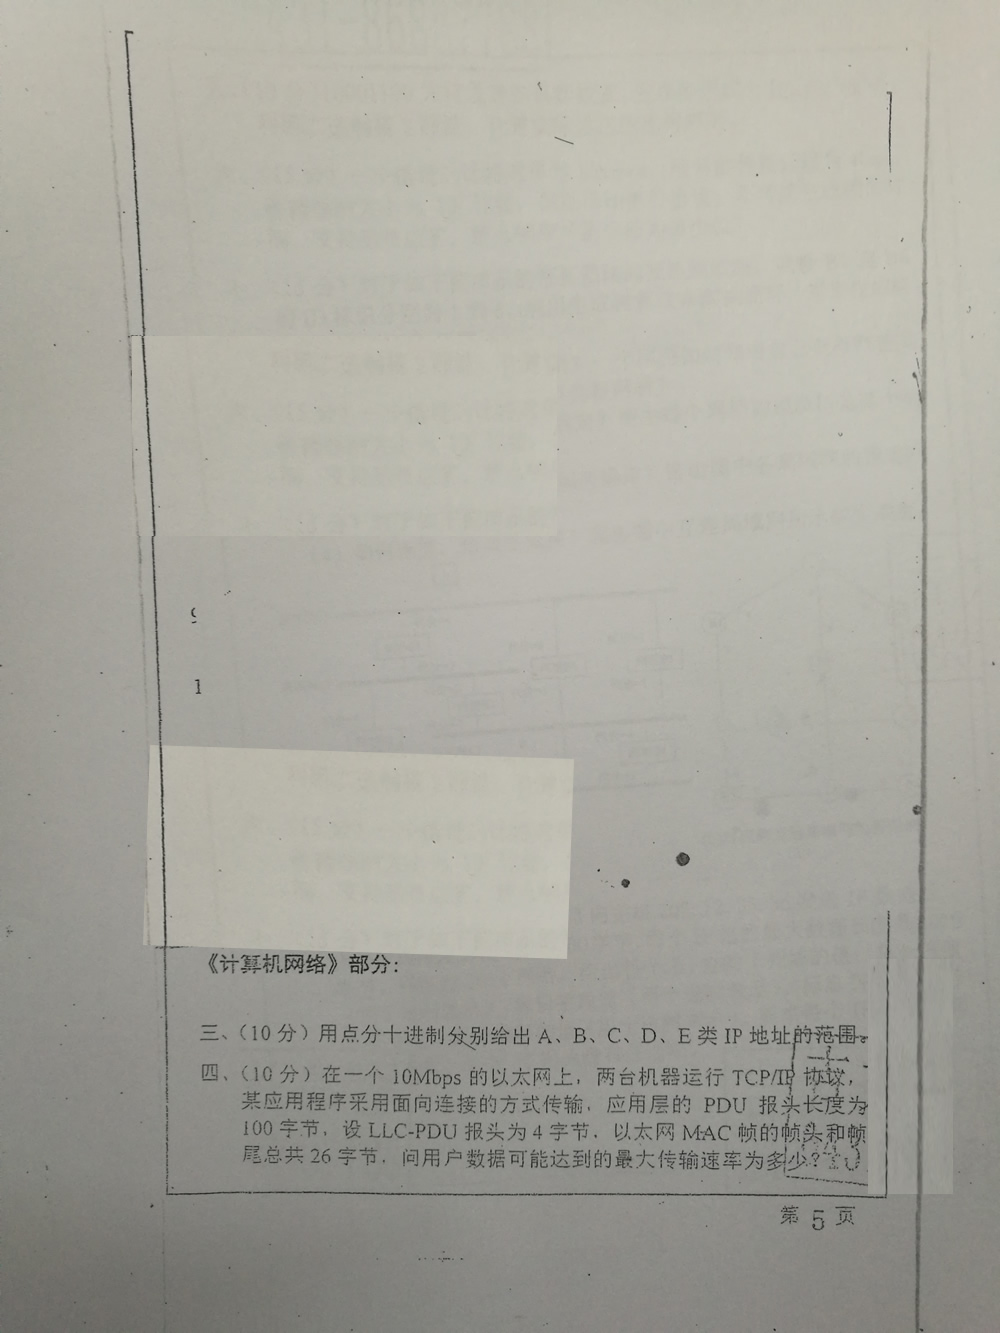 《计算机网络》部分：
三、（10 分）用点分十进制分别给出 A、B、C、D、E 类 IP 地址的范围。
四、（10 分）在一个 10Mbps 的以太网上，两台机器运行 TCP/IP 协议，
某应用程序采用面向连接的方式传输，应用层的 PDU 报头长度为
100 字节，设 LLC-PDU 报头为 4 字节，以太网 MAC 帧的帧头和帧
尾总共 26 字节，问用户数据可能达到的最大传输速率为多少？
第 5 页